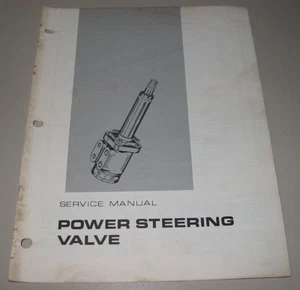 SERVICE MANUAL
POWER STEERING
VALVE